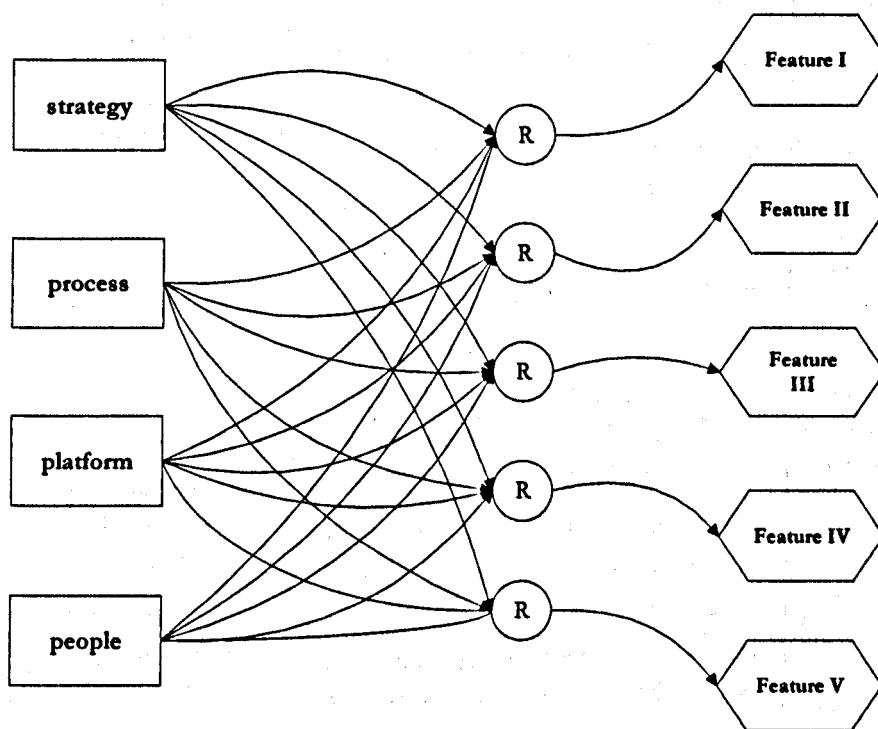 strategy
process
platform
people
R
R
R
R
R
Feature I
Feature II
Feature
III
Feature IV
Feature V